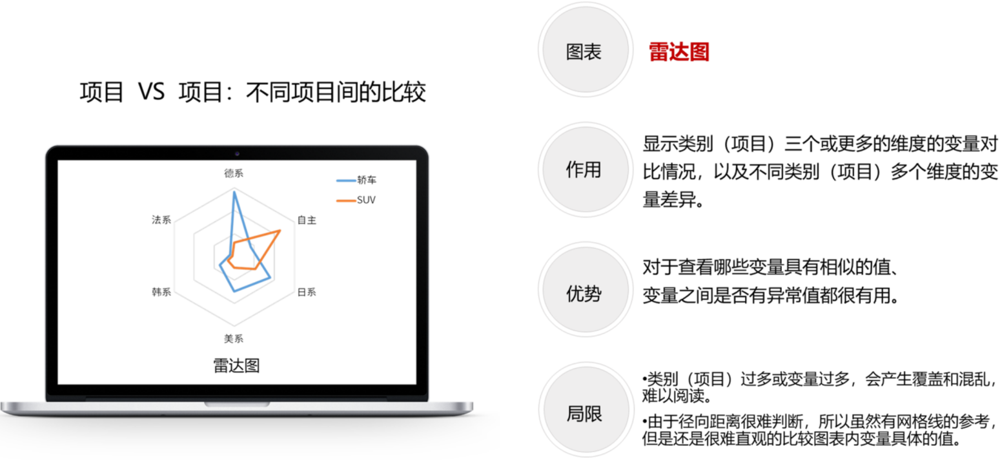 项目 VS 项目：不同项目间的比较
德系
轿车
SUV
法系
自主
韩系
日系
美系
雷达图
图表
雷达图
作用
显示类别（项目）三个或更多的维度的变量对
比情况，以及不同类别（项目）多个维度的变
量差异。
优势
对于查看哪些变量具有相似的值、
变量之间是否有异常值都很有用。
局限
•类别（项目）过多或变量过多，会产生覆盖和混乱，
难以阅读。
•由于径向距离很难判断，所以虽然有网格线的参考，
但是还是很难直观的比较图表内变量具体的值。